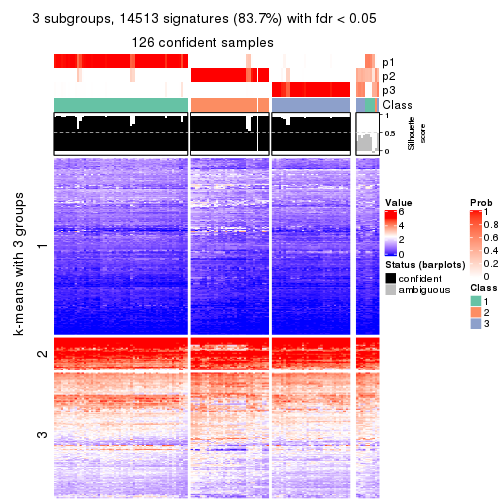 3 subgroups, 14513 signatures (83.7%) with fdr < 0.05
126 confident samples
p1
p2
p3
Class
1
0.5
0
Silhouette
score
k-means with 3 groups
1
2
3
Value
6
4
2
0
Status (barplots)
confident
ambiguous
Prob
1
0.8
0.6
0.4
0.2
0
Class
1
2
3